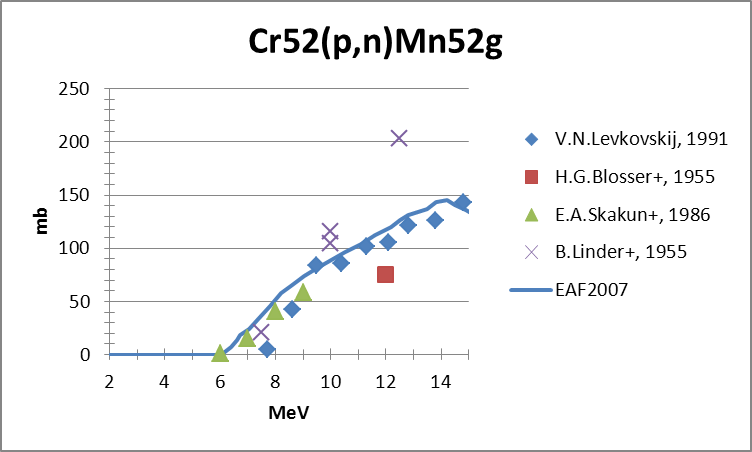 Cr52(p,n)Mn52g
250
200
150
100
50
0
mb
2 4 6 8 10 12 14
MeV
V.N.Levkovskij, 1991
H.G.Blosser+, 1955
E.A.Skakun+, 1986
B.Linder+, 1955
EAF2007